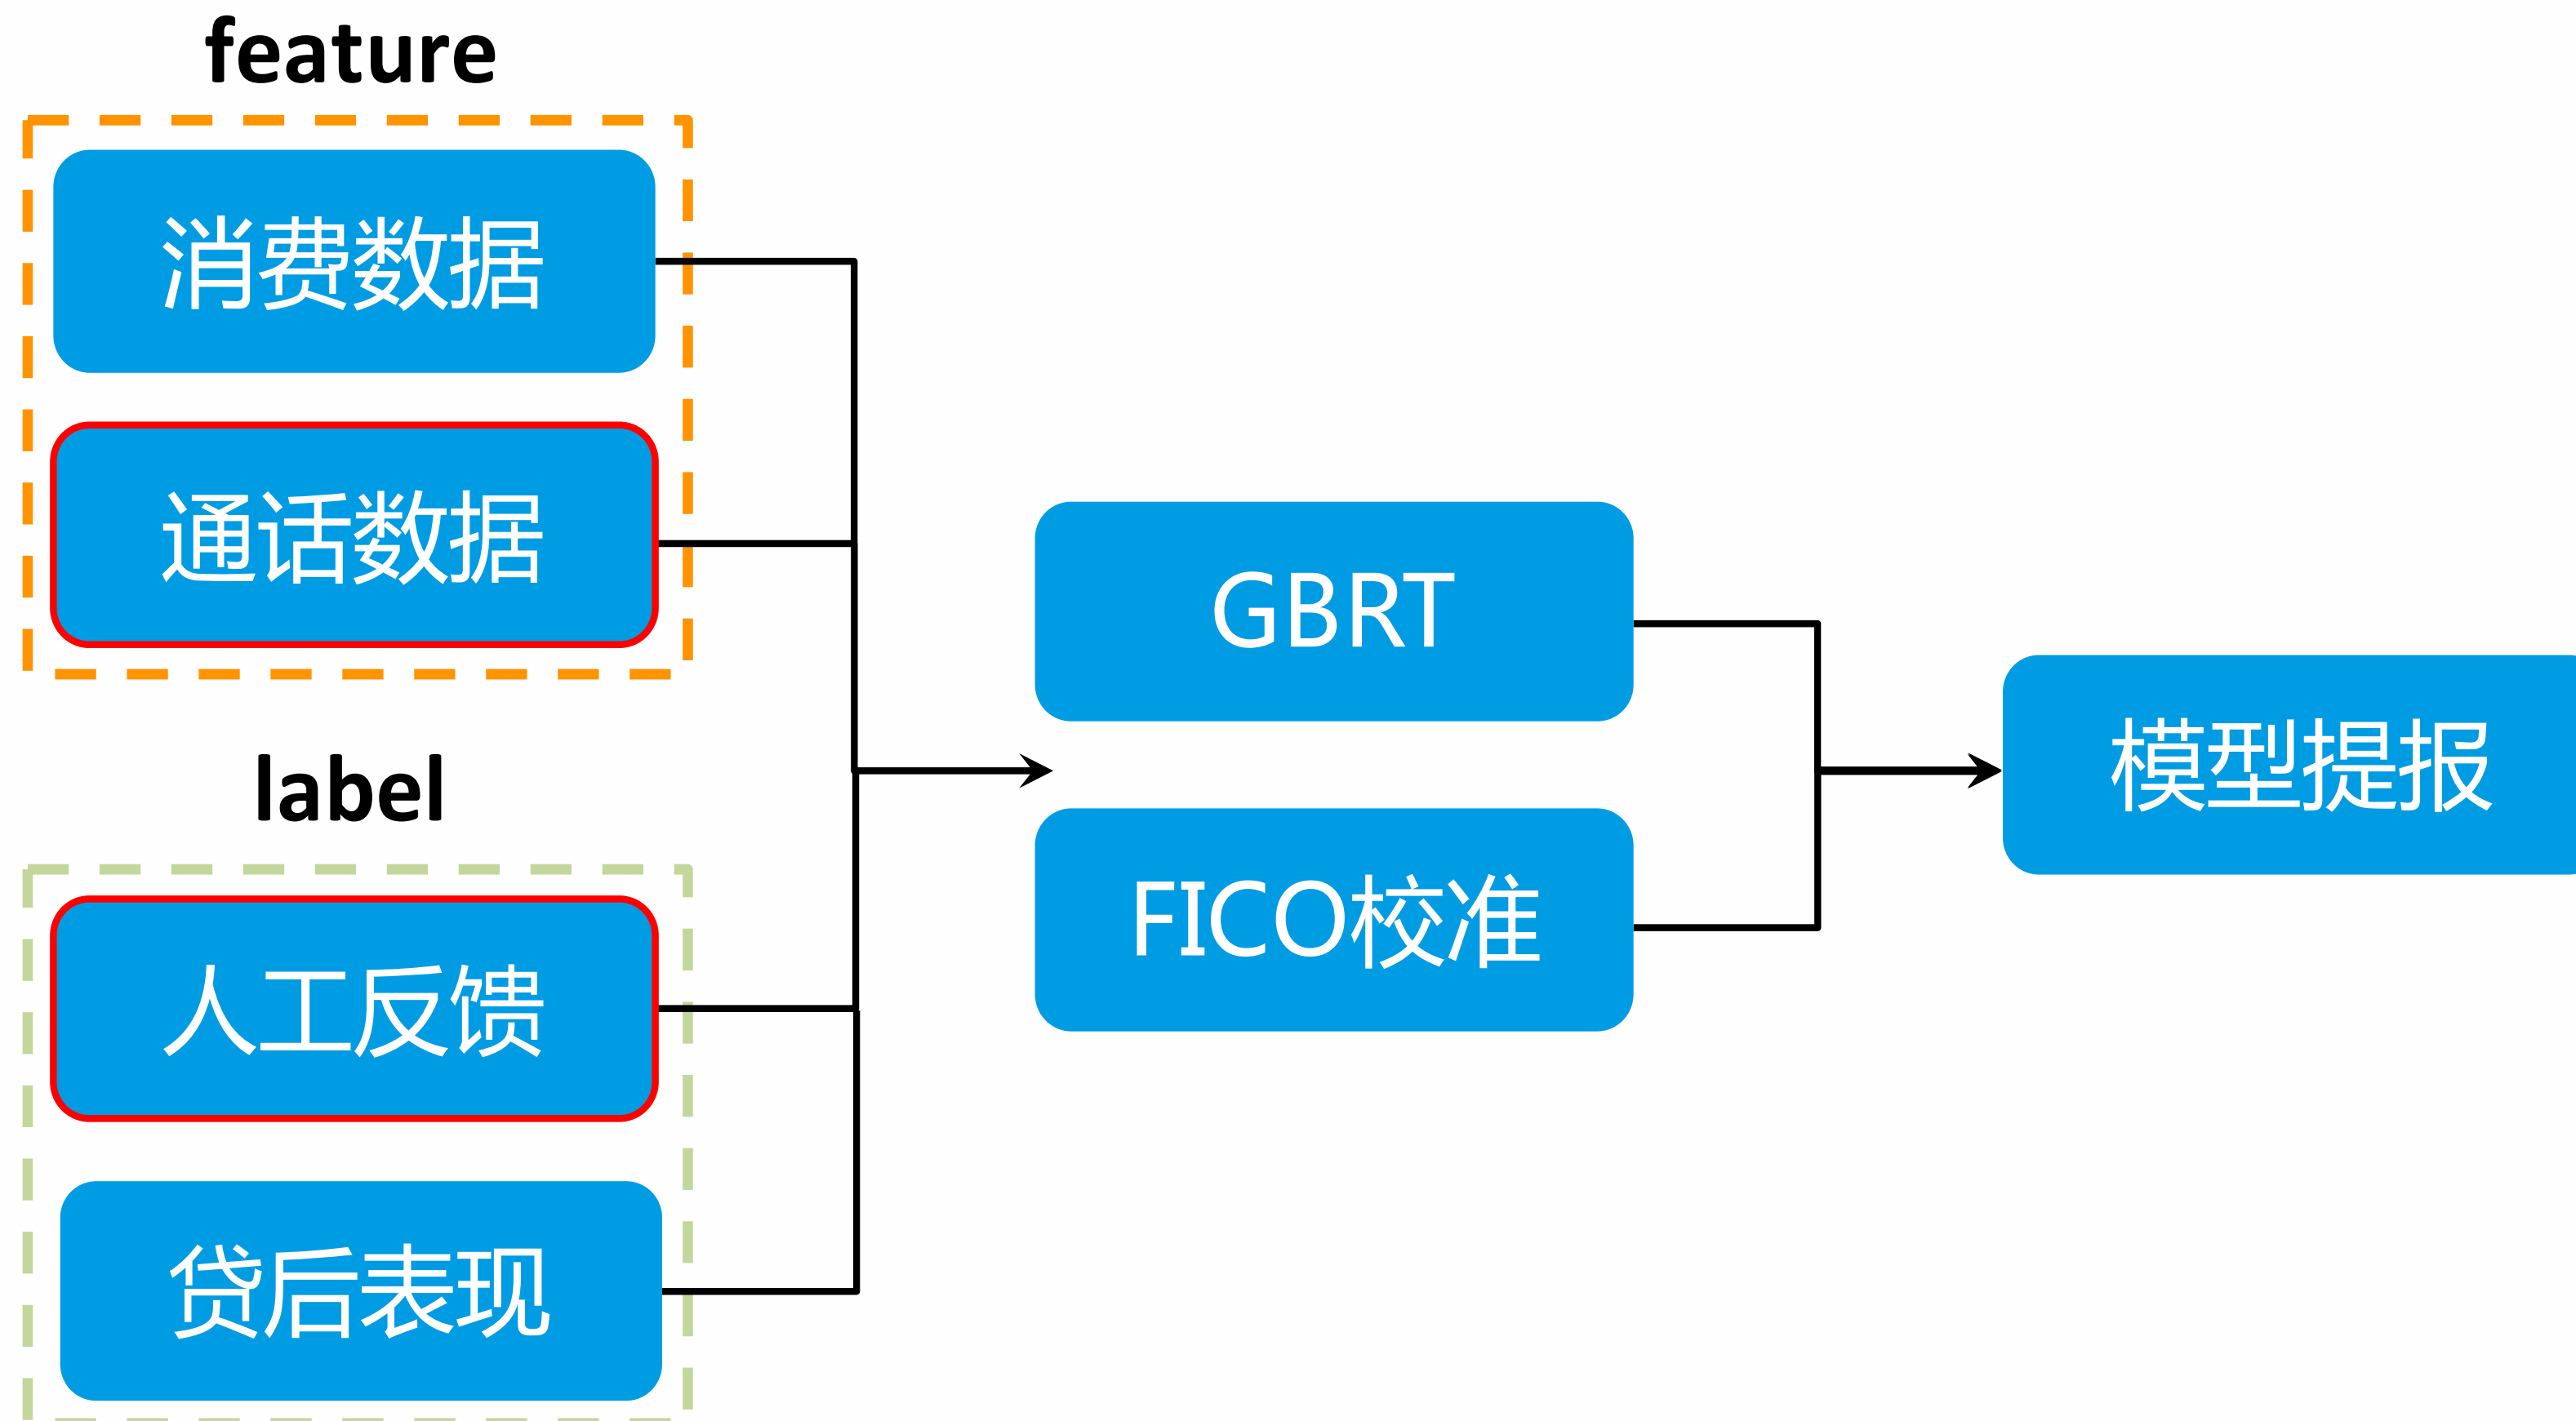 feature
消费数据
通话数据
label
人工反馈
贷后表现
GBRT
FICO校准
模型提报